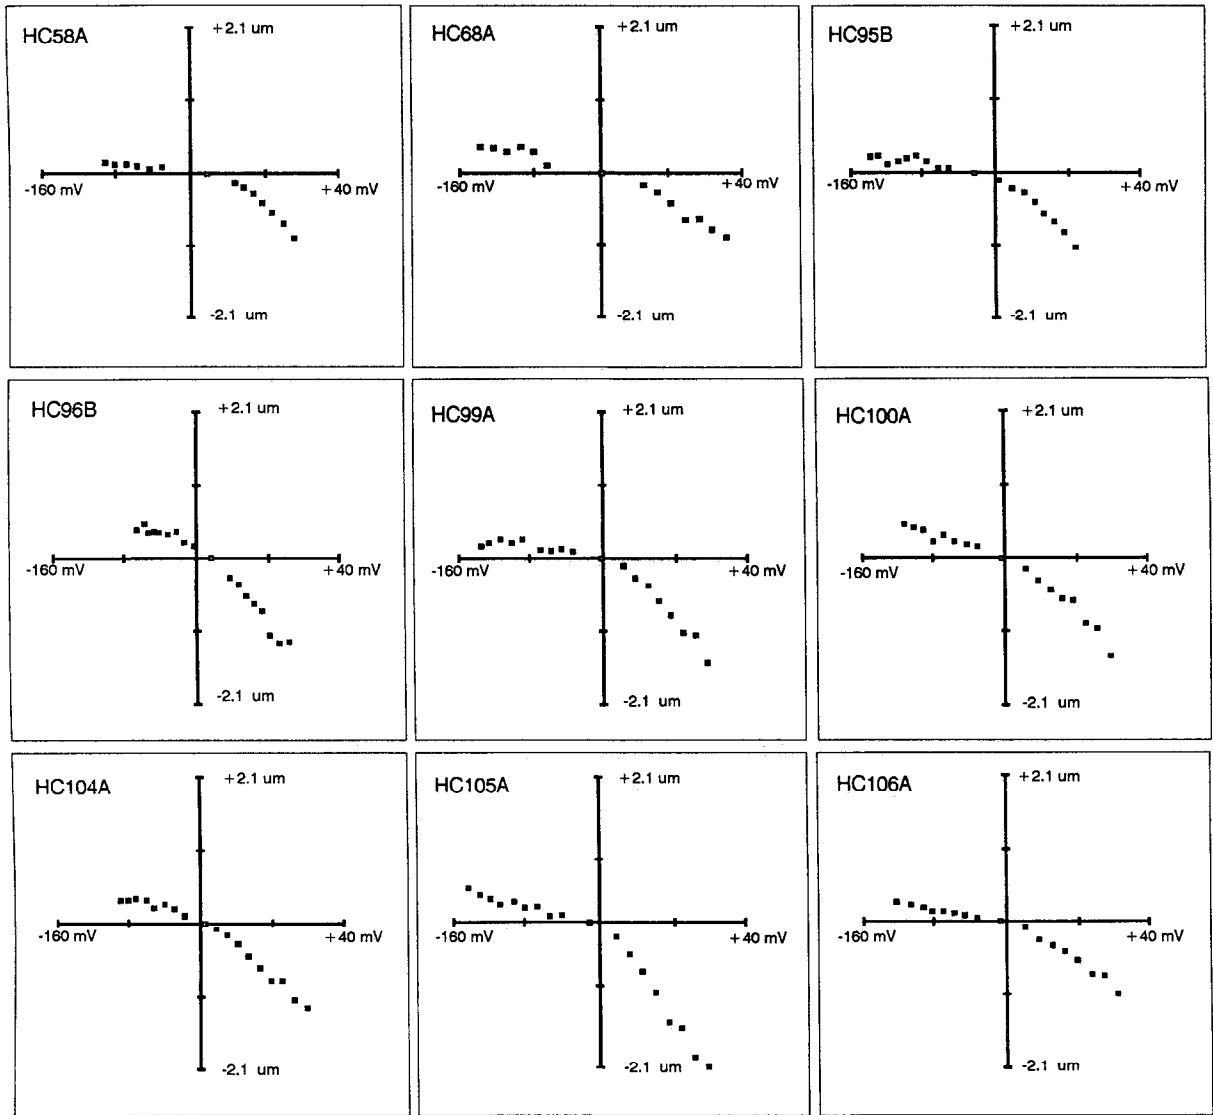 HC58A
+2.1 um
-160 mV
+40 mV
-2.1 um
HC68A
+2.1 um
-160 mV
+40 mV
-2.1 um
HC95B
+2.1 um
-160 mV
+40 mV
-2.1 um
HC96B
+2.1 um
-160 mV
+40 mV
-2.1 um
HC99A
+2.1 um
-160 mV
+40 mV
-2.1 um
HC100A
+2.1 um
-160 mV
+40 mV
-2.1 um
HC104A
+2.1 um
-160 mV
+40 mV
-2.1 um
HC105A
+2.1 um
-160 mV
+40 mV
-2.1 um
HC106A
+2.1 um
-160 mV
+40 mV
-2.1 um